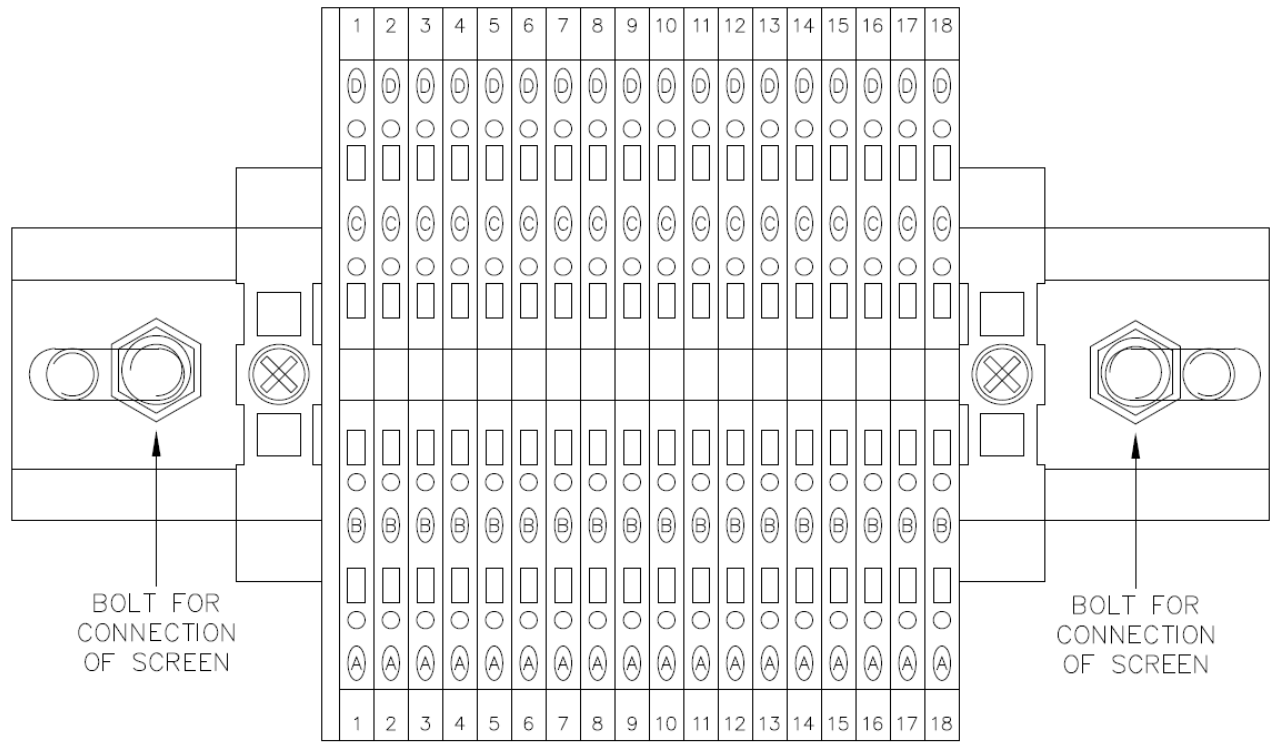 1 2 3 4 5 6 7 8 9 10 11 12 13 14 15 16 17 18
D D D D D D D D D D D D D D D D D D
C C C C C C C C C C C C C C C C C C
B B B B B B B B B B B B B B B B B B
A A A A A A A A A A A A A A A A A A
1 2 3 4 5 6 7 8 9 10 11 12 13 14 15 16 17 18
BOLT FOR
CONNECTION
OF SCREEN
BOLT FOR
CONNECTION
OF SCREEN